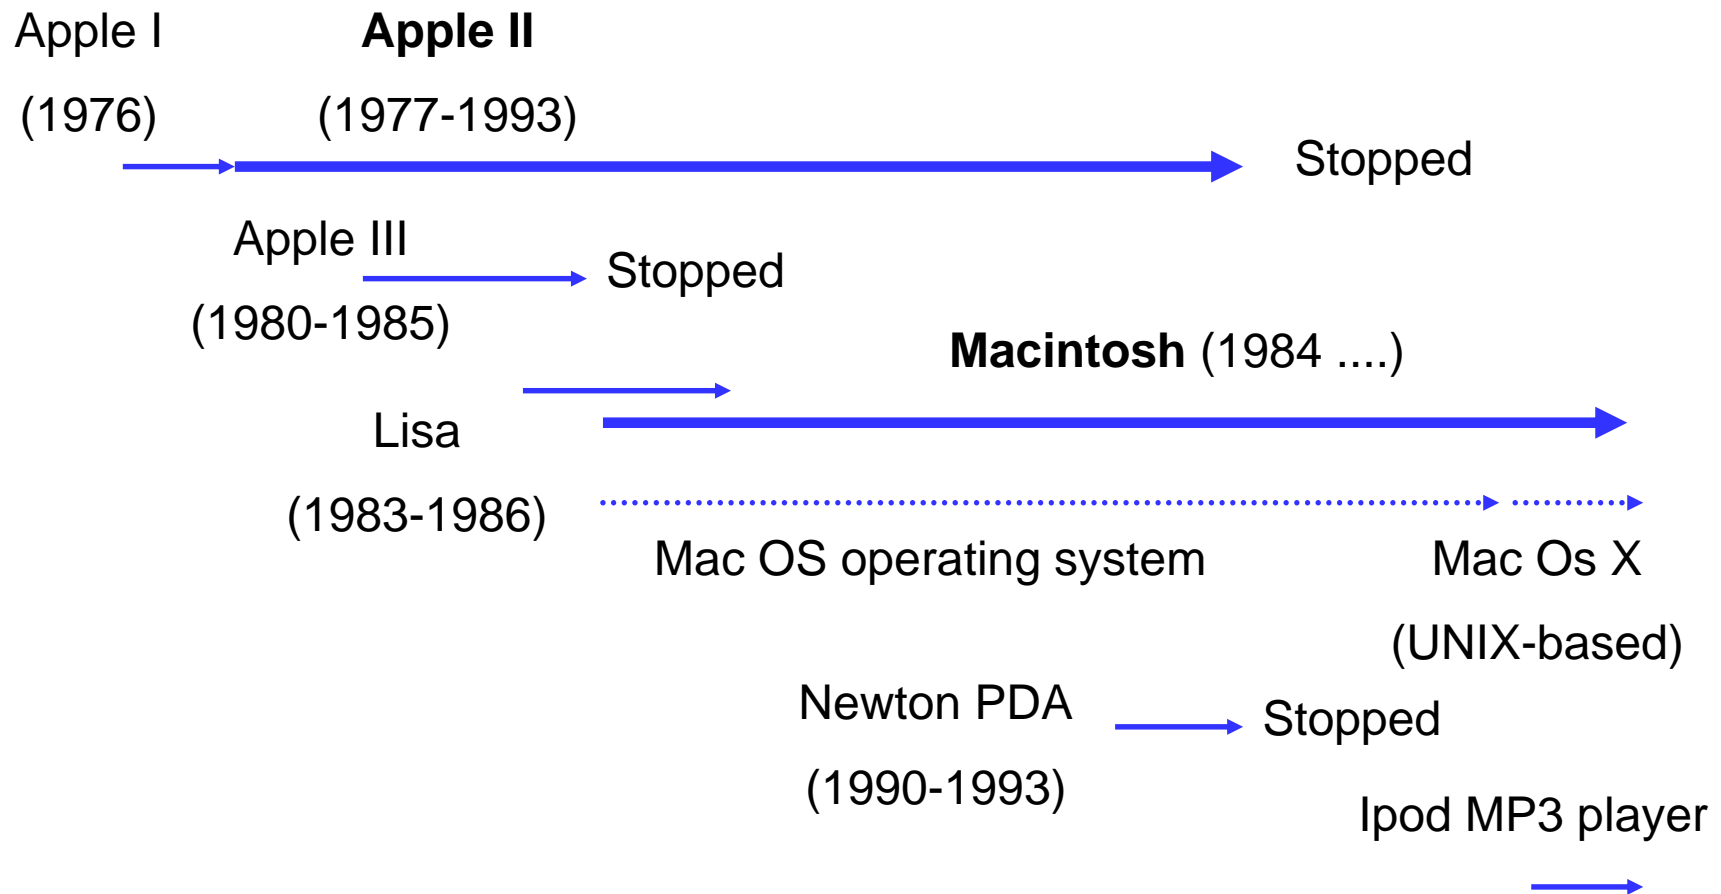 Apple I
(1976)
Apple II
(1977-1993)
Stopped
Apple III
(1980-1985)
Stopped
Macintosh (1984 ....)
Lisa
(1983-1986)
Mac OS operating system
Mac Os X
(UNIX-based)
Newton PDA
(1990-1993)
Stopped
Ipod MP3 player